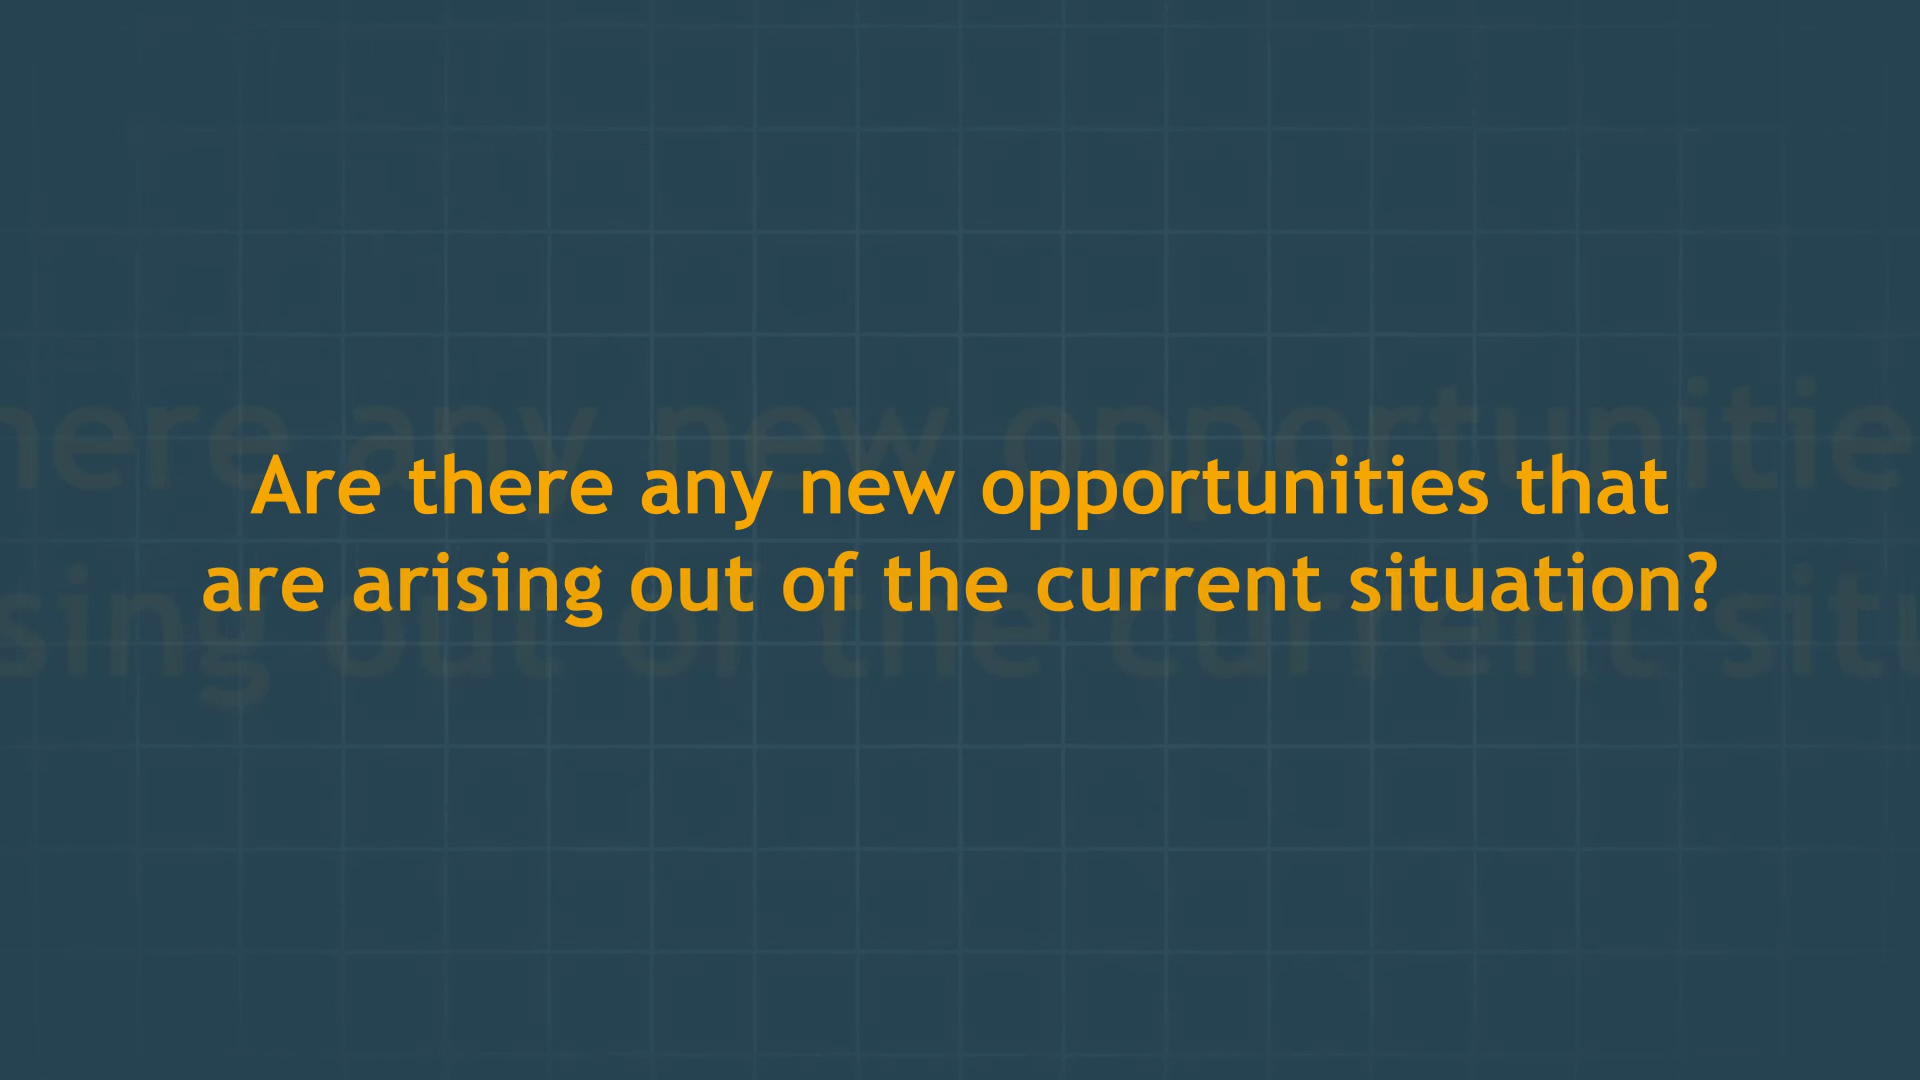 Are there any new opportunities that
are arising out of the current situation?